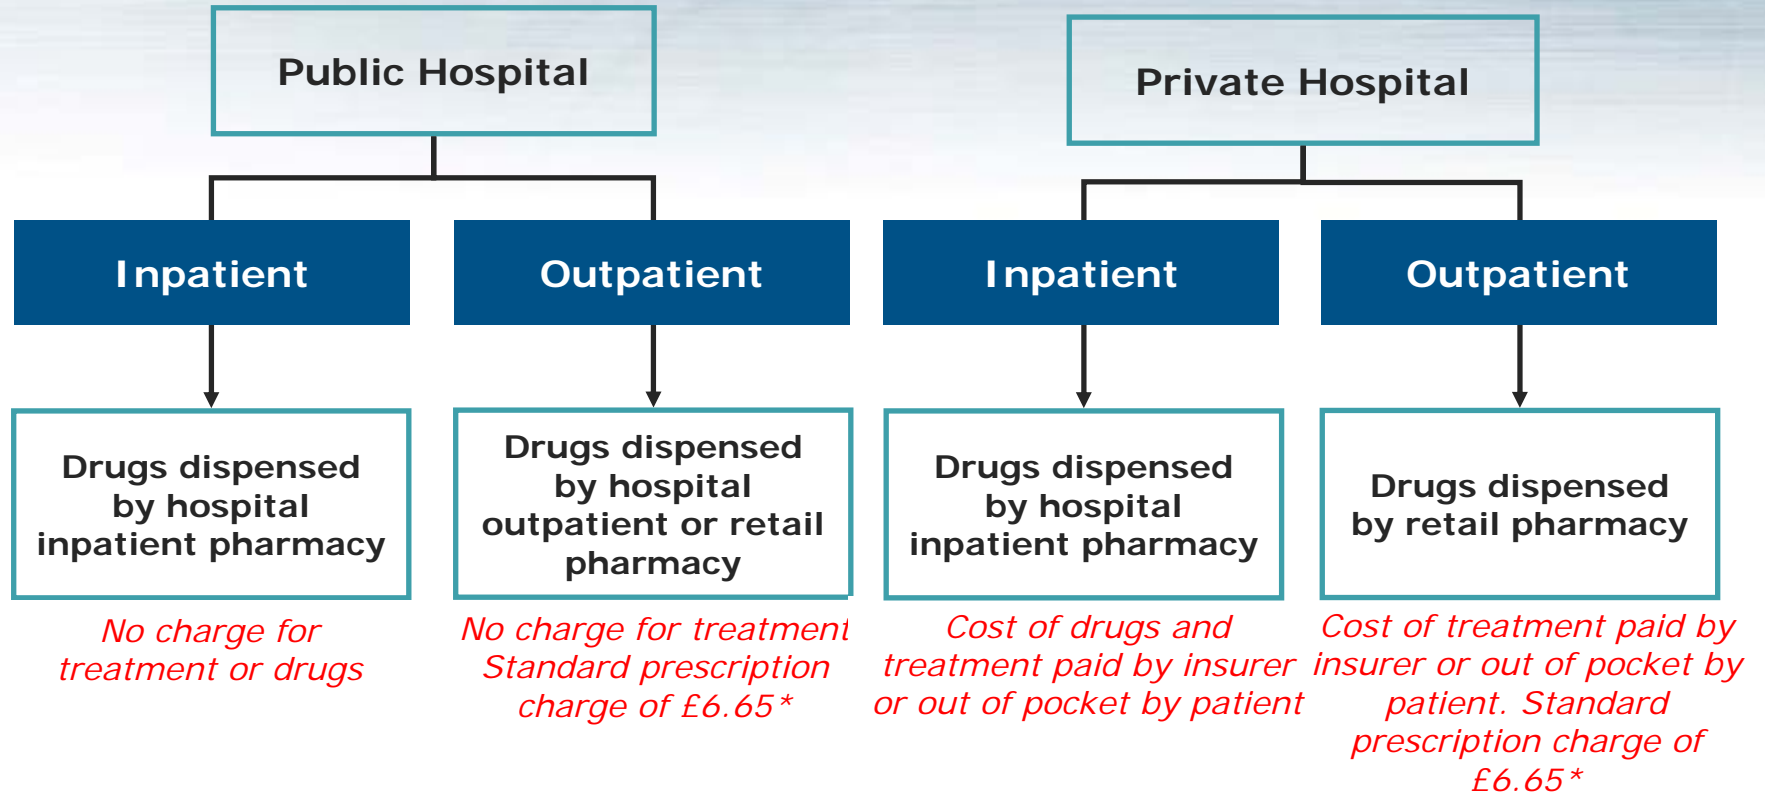 Public Hospital
Private Hospital
Inpatient
Outpatient
Inpatient
Outpatient
Drugs dispensed
by hospital
inpatient pharmacy
Drugs dispensed
by hospital
outpatient or retail
pharmacy
Drugs dispensed
by hospital
inpatient pharmacy
Drugs dispensed
by retail pharmacy
No charge for
treatment or drugs
No charge for treatment
Standard prescription
charge of £6.65*
Cost of drugs and
treatment paid by insurer
or out of pocket by patient
Cost of treatment paid by
insurer or out of pocket by
patient. Standard
prescription charge of
£6.65*